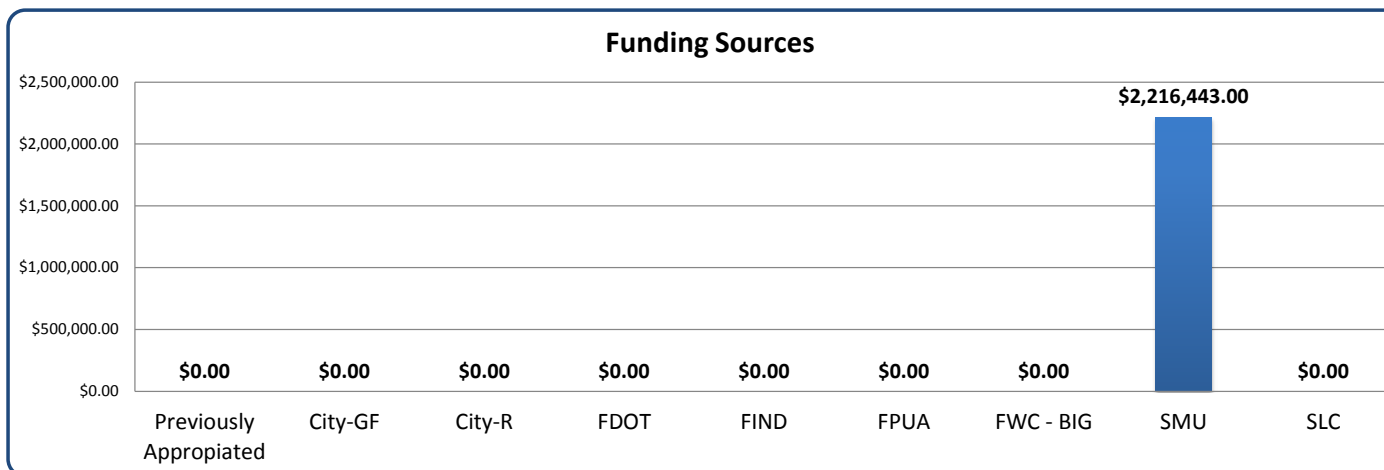 Funding Sources
$2,500,000.00
$2,216,443.00
$2,000,000.00
$1,500,000.00
$1,000,000.00
$500,000.00
$0.00 $0.00 $0.00 $0.00 $0.00 $0.00 $0.00 $0.00
$0.00
Previously City-GF City-R FDOT FIND FPUA FWC - BIG SMU SLC
Appropiated